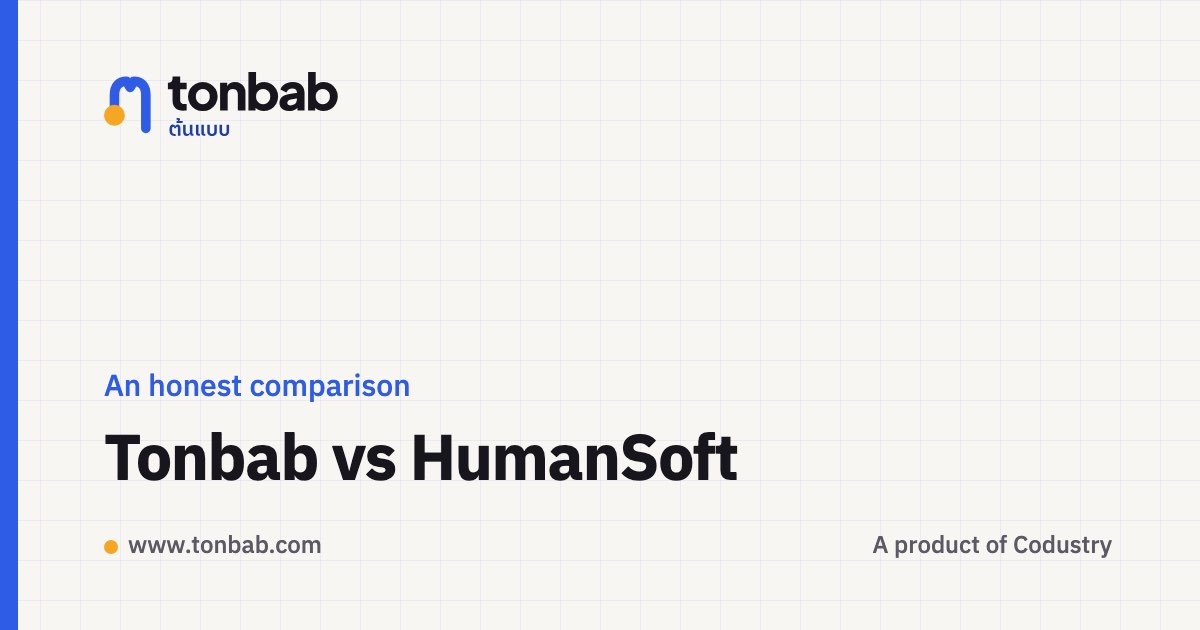 tonbab
ต้นแบบ
An honest comparison
Tonbab vs HumanSoft
www.tonbab.com
A product of Codustry